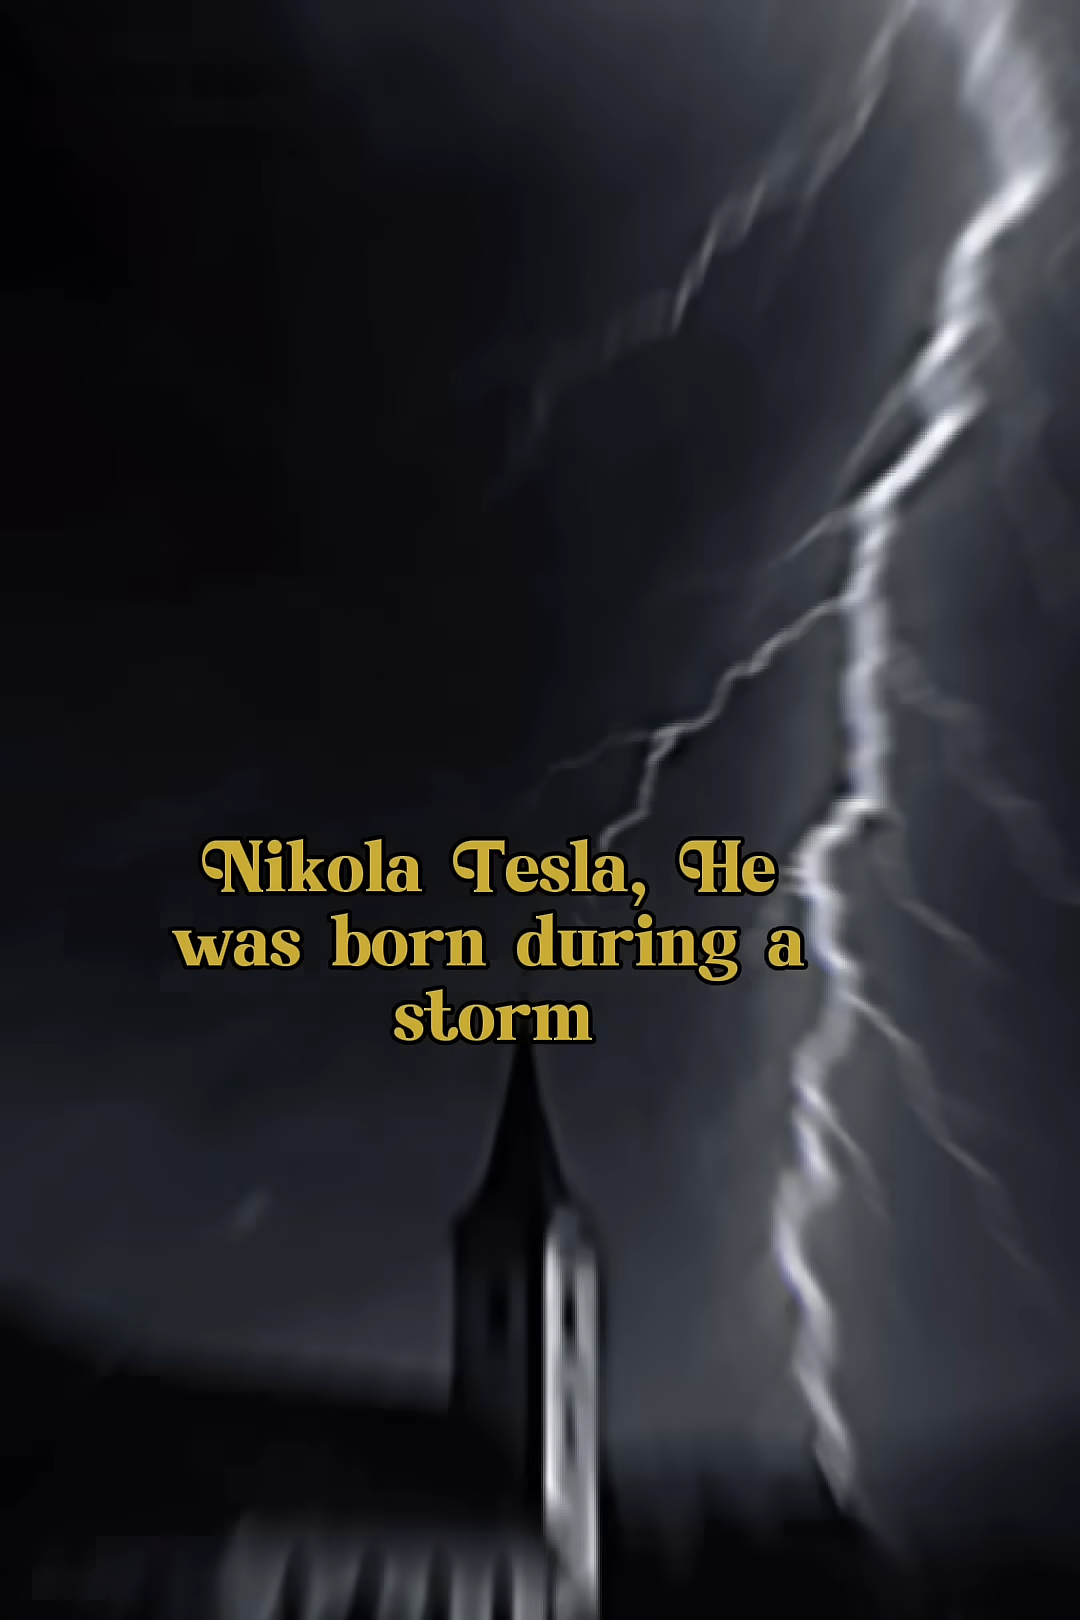 Nikola Tesla, He
was born during a
storm